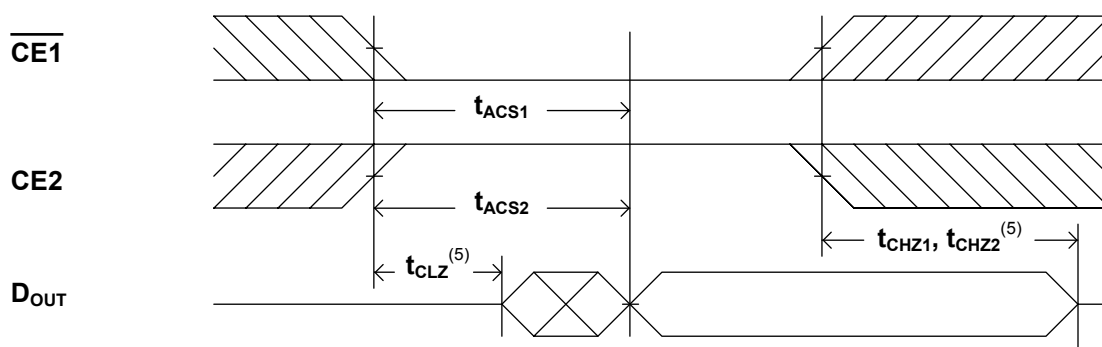 CE1
tACS1
CE2
tACS2
tCHZ1, tCHZ2(5)
tCLZ(5)
DOUT